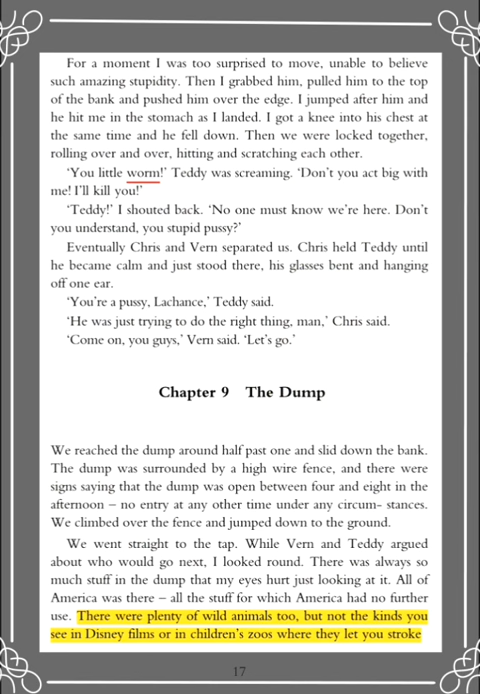 For a moment I was too surprised to move, unable to believe
such amazing stupidity. Then I grabbed him, pulled him to the top
of the bank and pushed him over the edge. I jumped after him and
he hit me in the stomach as I landed. I got a knee into his chest at
the same time and he fell down. Then we were locked together,
rolling over and over, hitting and scratching each other.
‘You little worm!’ Teddy was screaming. ‘Don’t you act big with
me! I’ll kill you!’
‘Teddy!’ I shouted back. ‘No one must know we’re here. Don’t
you understand, you stupid pussy?’
Eventually Chris and Vern separated us. Chris held Teddy until
he became calm and just stood there, his glasses bent and hanging
off one ear.
‘You’re a pussy, Lachance,’ Teddy said.
‘He was just trying to do the right thing, man,’ Chris said.
‘Come on, you guys,’ Vern said. ‘Let’s go.’
Chapter 9 The Dump
We reached the dump around half past one and slid down the bank.
The dump was surrounded by a high wire fence, and there were
signs saying that the dump was open between four and eight in the
afternoon – no entry at any other time under any circum- stances.
We climbed over the fence and jumped down to the ground.
We went straight to the tap. While Vern and Teddy argued
about who would go next, I looked round. There was always so
much stuff in the dump that my eyes hurt just looking at it. All of
America was there – all the stuff for which America had no further
use. There were plenty of wild animals too, but not the kinds you
see in Disney films or in children’s zoos where they let you stroke
17